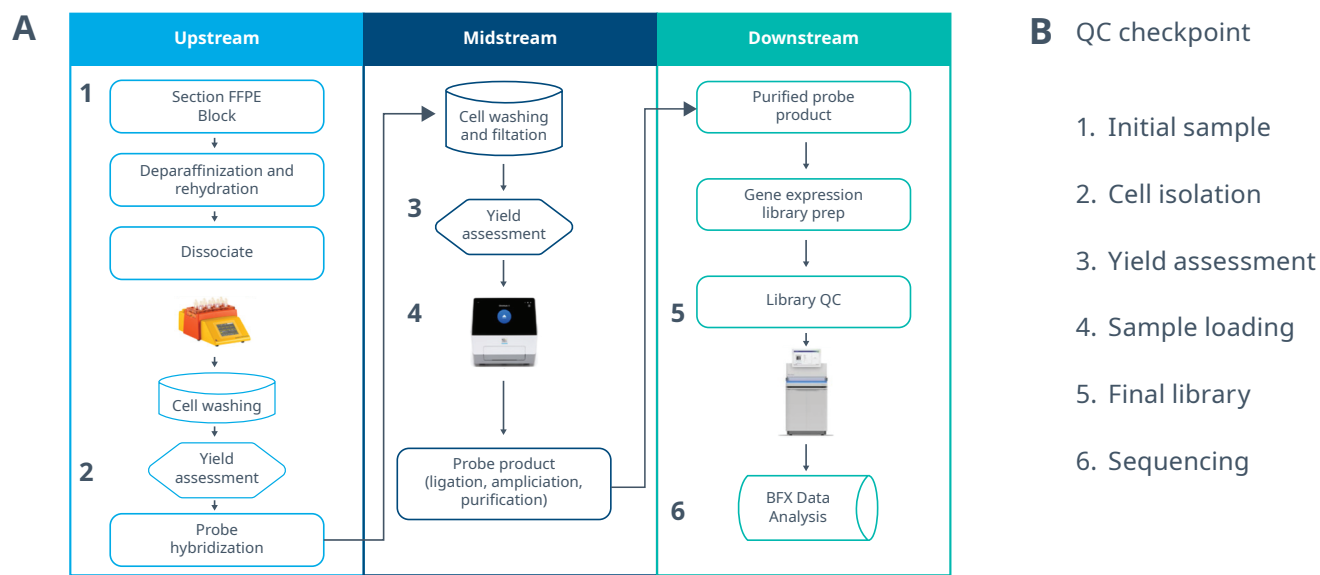 A
Upstream
Midstream
Downstream
1
Section FFPE
Block
Deparaffinization and
rehydration
Dissociate
Cell washing
2
Yield
assessment
Probe
hybridization
Cell washing
and filtation
3
Yield
assessment
4
Probe product
(ligation, ampliciation,
purification)
Purified probe
product
Gene expression
library prep
5
Library QC
6
BFX Data
Analysis
B
QC checkpoint
1. Initial sample
2. Cell isolation
3. Yield assessment
4. Sample loading
5. Final library
6. Sequencing